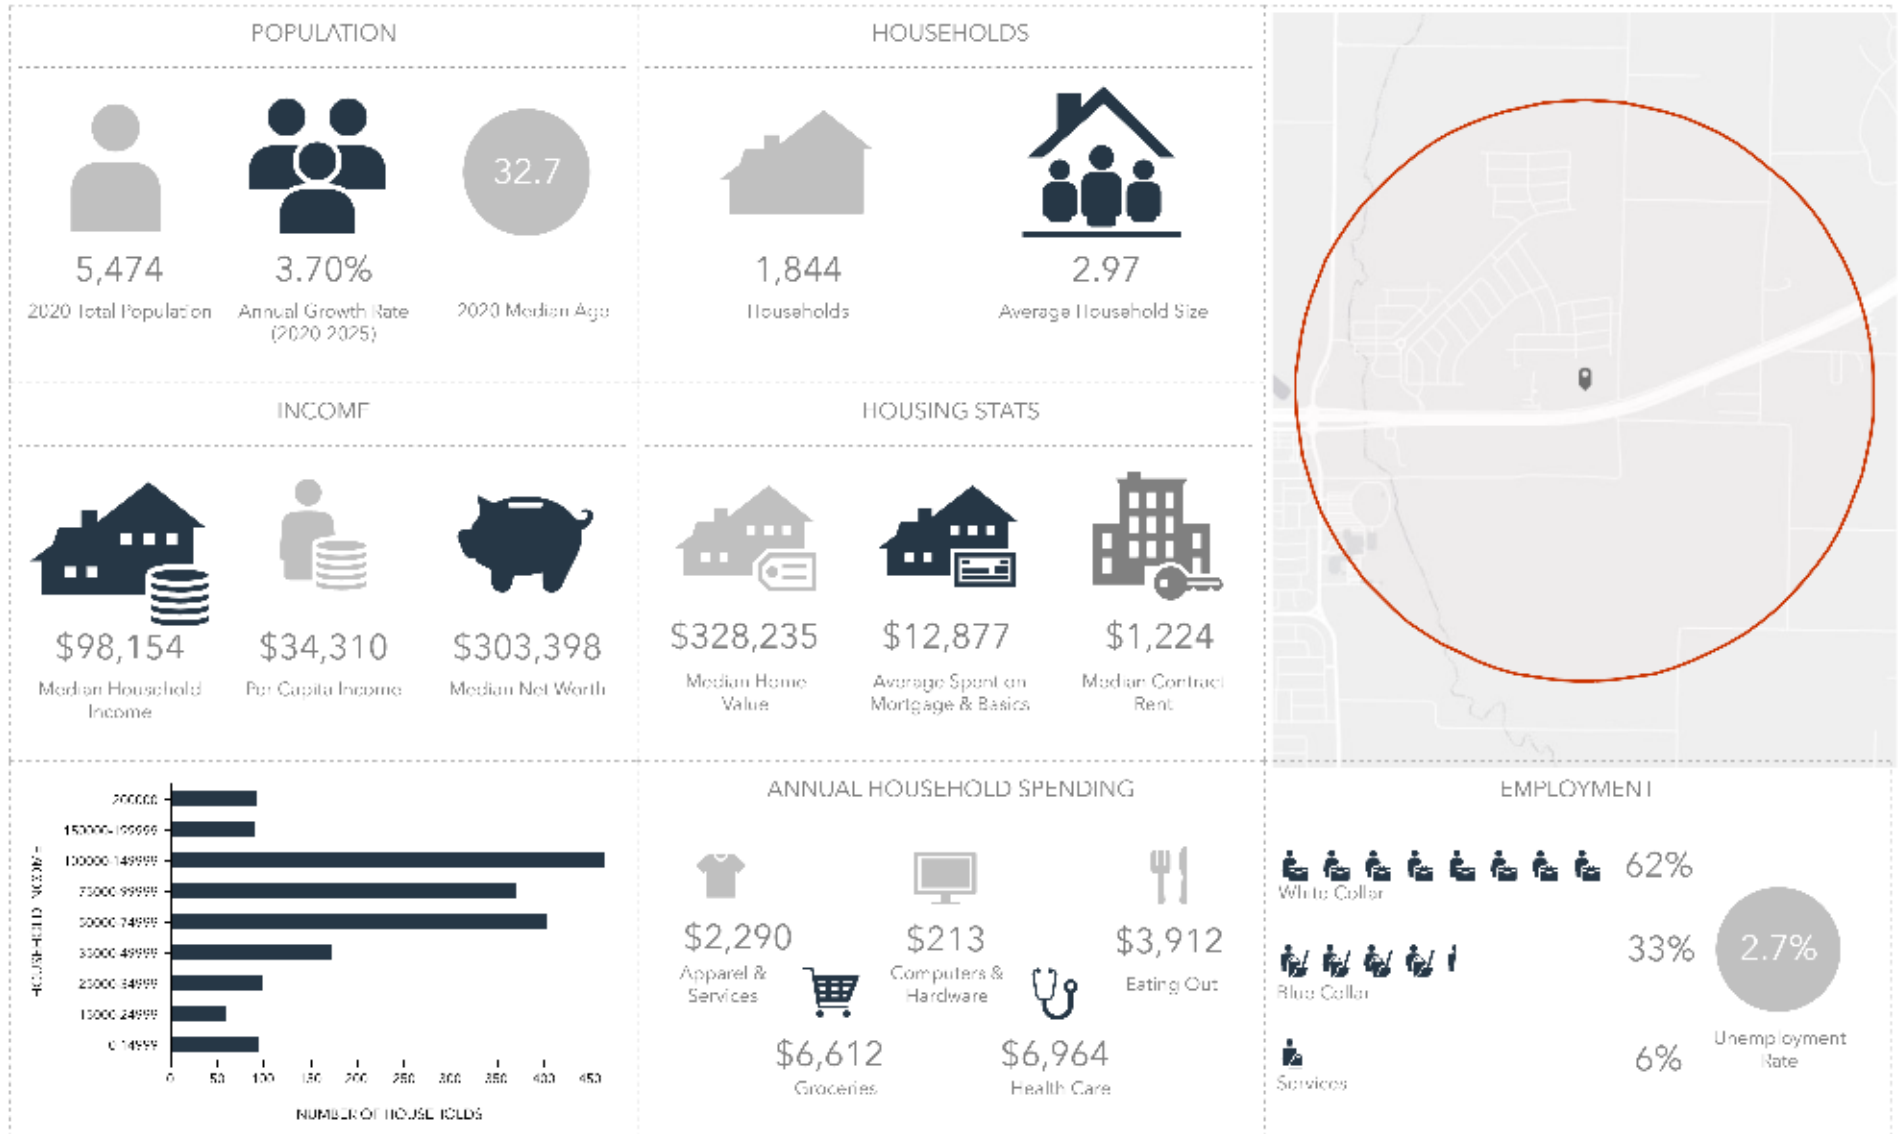 POPULATION
5,474
2020 Total Population
3.70%
Annual Growth Rate
(2020-2025)
32.7
2020 Median Age
HOUSEHOLDS
1,844
Households
2.97
Average Household Size
INCOME
$98,154
Median Household
Income
$34,310
Per Capita Income
$303,398
Median Net Worth
HOUSING STATS
$328,235
Median Home
Value
$12,877
Average Spent on
Mortgage & Basics
$1,224
Median Contract
Rent
HOUSEHOLD INCOME
200000
150000-199999
100000-149999
75000-99999
50000-74999
35000-49999
25000-34999
15000-24999
0-14999
0 50 100 150 200 250 300 350 400 450
NUMBER OF HOUSEHOLDS
ANNUAL HOUSEHOLD SPENDING
$2,290
Apparel &
Services
$213
Computers &
Hardware
$3,912
Eating Out
$6,612
Groceries
$6,964
Health Care
EMPLOYMENT
62%
White Collar
33%
Blue Collar
6%
Services
2.7%
Unemployment
Rate